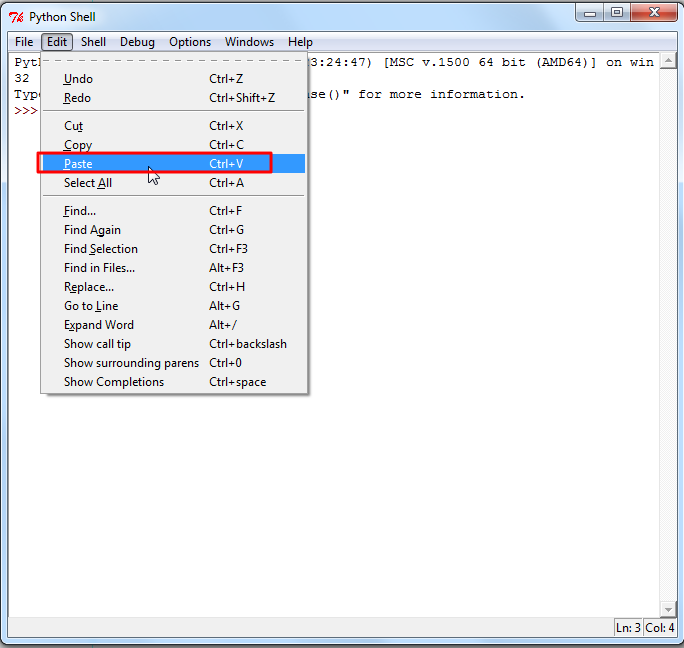 Python Shell
File Edit Shell Debug Options Windows Help
Pyth 3:24:47) [MSC v.1500 64 bit (AMD64)] on win
32
Type ase()" for more information.
>>>
Undo Ctrl+Z
Redo Ctrl+Shift+Z
Cut Ctrl+X
Copy Ctrl+C
Paste Ctrl+V
Select All Ctrl+A
Find... Ctrl+F
Find Again Ctrl+G
Find Selection Ctrl+F3
Find in Files... Alt+F3
Replace... Ctrl+H
Go to Line Alt+G
Expand Word Alt+/
Show call tip Ctrl+backslash
Show surrounding parens Ctrl+0
Show Completions Ctrl+space
Ln: 3 Col: 4